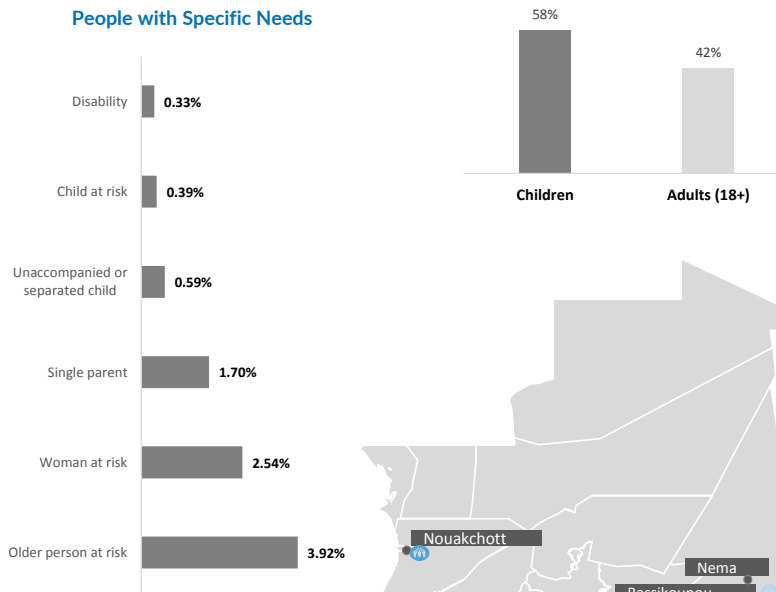 People with Specific Needs
Disability
0.33%
Child at risk
0.39%
Unaccompanied or
separated child
0.59%
Single parent
1.70%
Woman at risk
2.54%
Older person at risk
3.92%
58%
42%
Children
Adults (18+)
Nouakchott
Nema